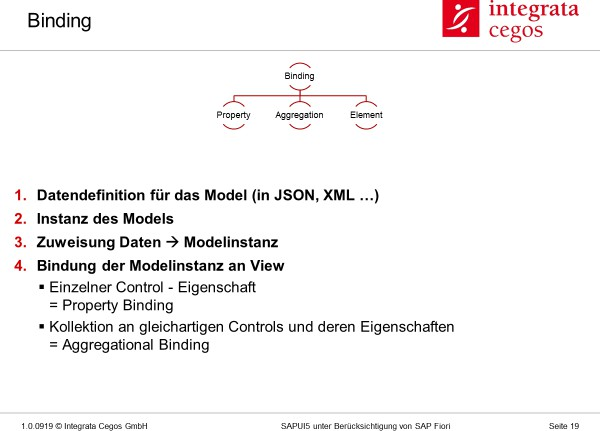 Binding
integrata
cegos
Binding
Property Aggregation Element
1. Datendefinition für das Model (in JSON, XML …)
2. Instanz des Models
3. Zuweisung Daten → Modelinstanz
4. Bindung der Modelinstanz an View
▪ Einzelner Control - Eigenschaft
= Property Binding
▪ Kollektion an gleichartigen Controls und deren Eigenschaften
= Aggregational Binding
1.0.0919 © Integrata Cegos GmbH SAPUI5 unter Berücksichtigung von SAP Fiori Seite 19